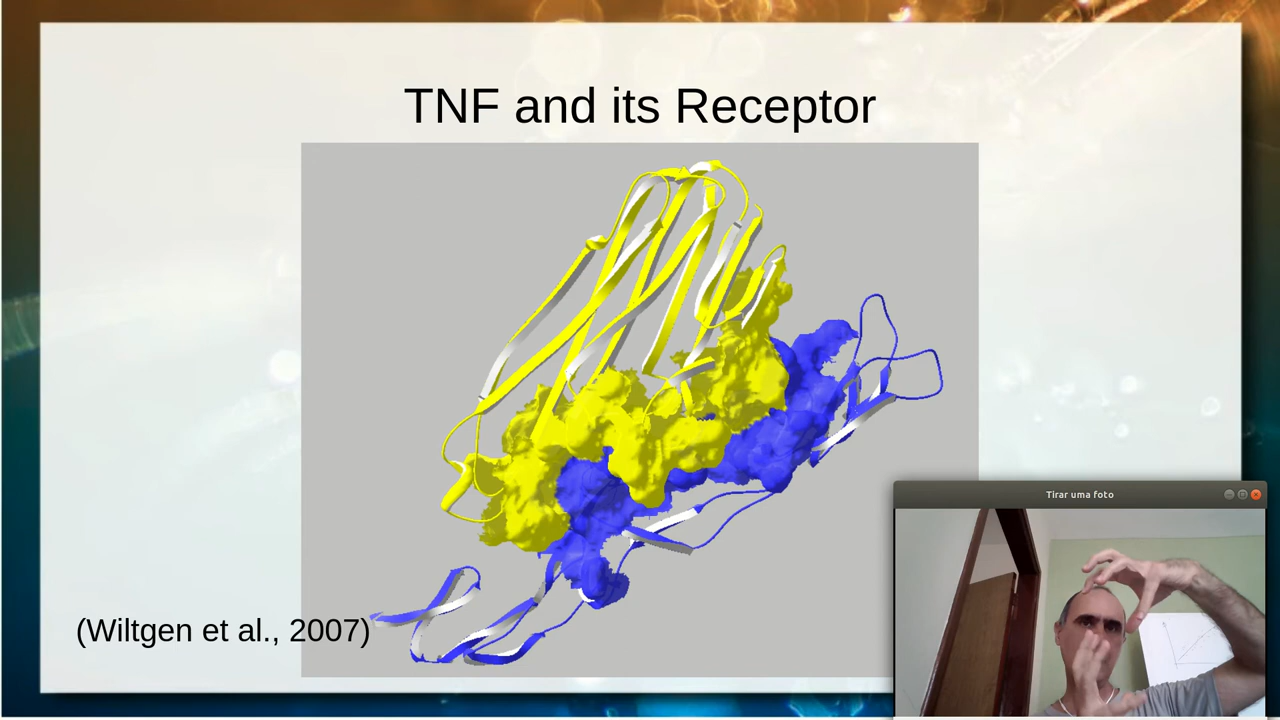 TNF and its Receptor
(Wiltgen et al., 2007)
Tirar uma foto